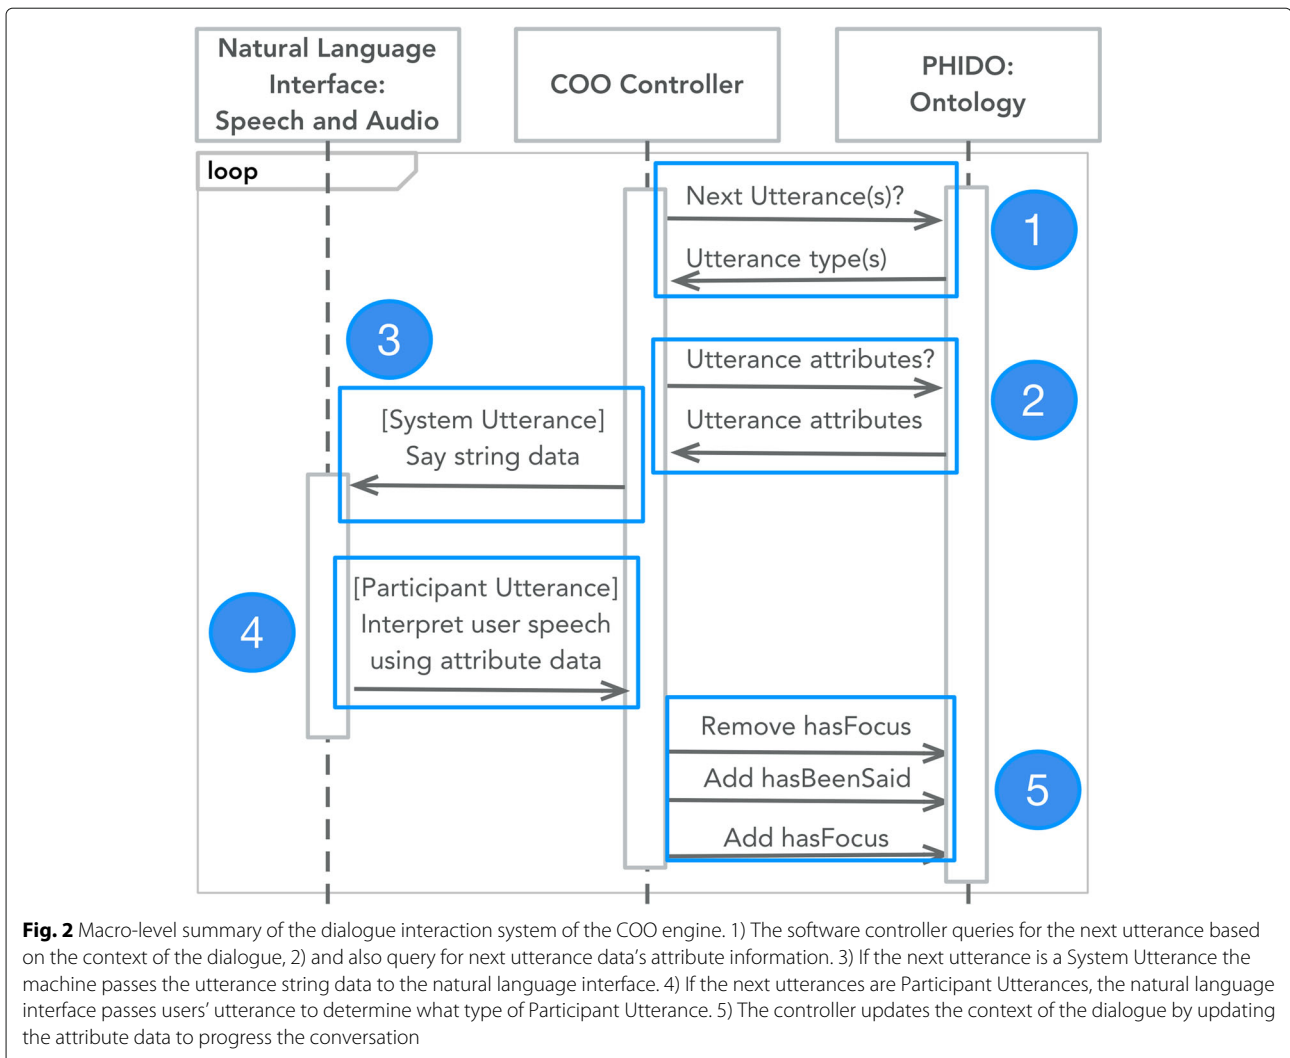 Natural Language
Interface:
Speech and Audio
COO Controller
PHIDO:
Ontology
loop
Next Utterance(s)?
1
Utterance type(s)
3
Utterance attributes?
2
Utterance attributes
[System Utterance]
Say string data
4
[Participant Utterance]
Interpret user speech
using attribute data
Remove hasFocus
Add hasBeenSaid
5
Add hasFocus
Fig. 2 Macro-level summary of the dialogue interaction system of the COO engine. 1) The software controller queries for the next utterance based
on the context of the dialogue, 2) and also query for next utterance data's attribute information. 3) If the next utterance is a System Utterance the
machine passes the utterance string data to the natural language interface. 4) If the next utterances are Participant Utterances, the natural language
interface passes users' utterance to determine what type of Participant Utterance. 5) The controller updates the context of the dialogue by updating
the attribute data to progress the conversation